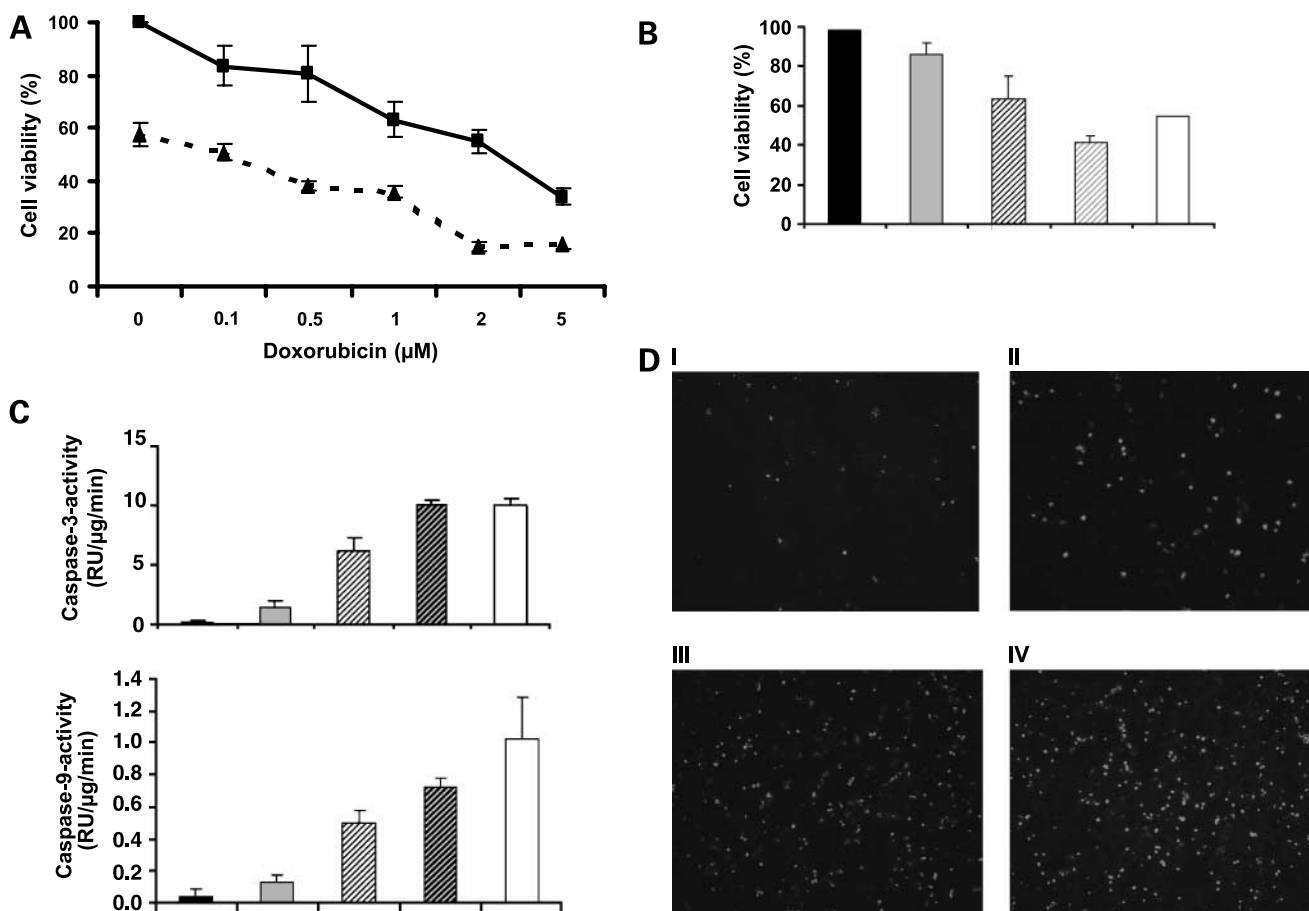 A
Cell viability (%)
100
80
60
40
20
0
0 0.1 0.5 1 2 5
Doxorubicin (µM)
B
Cell viability (%)
100
80
60
40
20
0
C
Caspase-3-activity
(RU/µg/min)
15
10
5
0
Caspase-9-activity
(RU/µg/min)
1.4
1.2
1.0
0.8
0.6
0.4
0.2
0.0
D
I
II
III
IV